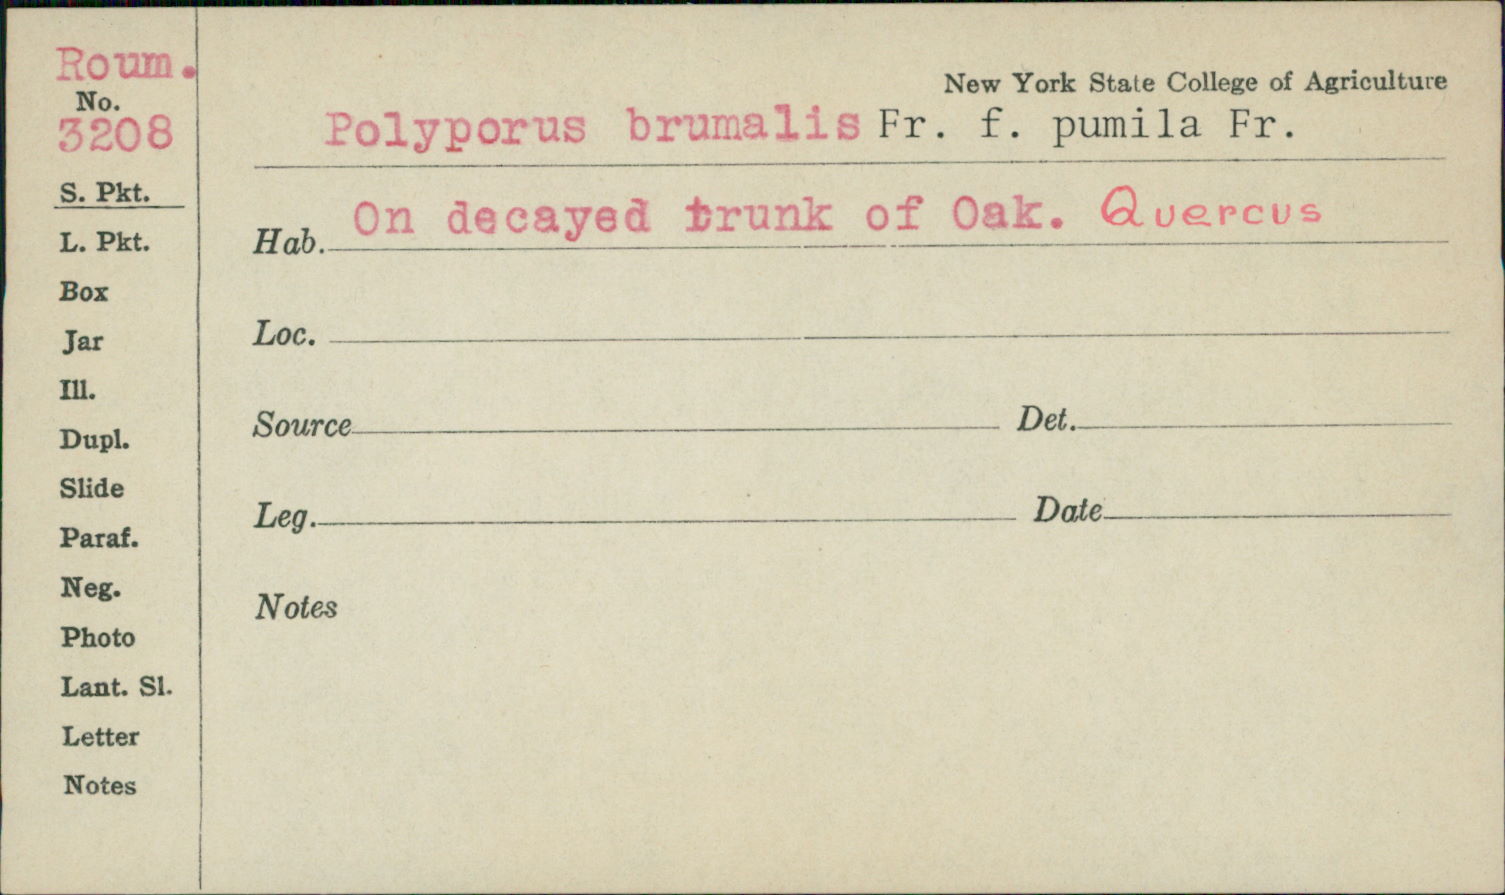 Roum.
No.
3208
S. Pkt.
L. Pkt.
Box
Jar
Ill.
Dupl.
Slide
Paraf.
Neg.
Photo
Lant. Sl.
Letter
Notes
New York State College of Agriculture
Polyporus brumalis Fr. f. pumila Fr.
Hab. On decayed trunk of Oak. Quercus
Loc.
Source Det.
Leg. Date
Notes